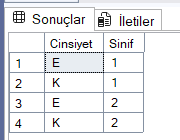 Sonuçlar İletiler
Cinsiyet Sinif
1 E 1
2 K 1
3 E 2
4 K 2